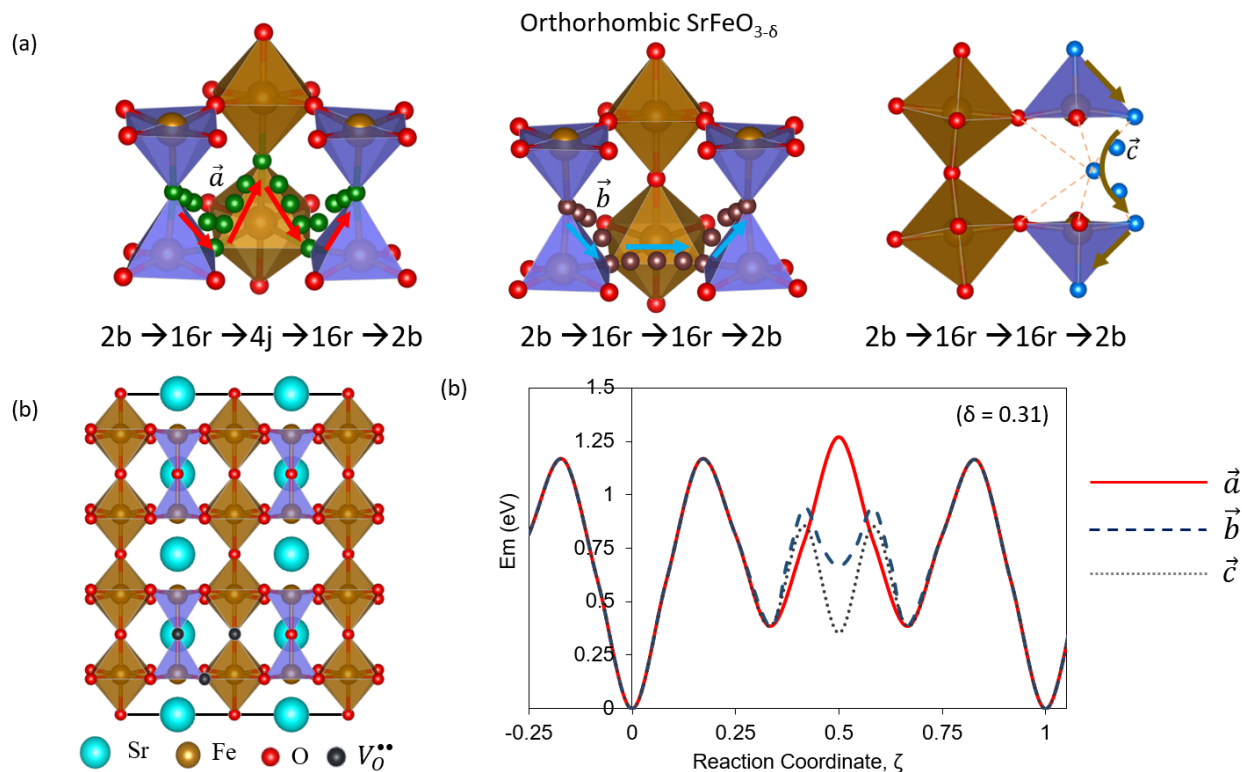 Orthorhombic SrFeO3-δ
(a)
a⃗
b⃗
c⃗
2b →16r →4j →16r →2b
2b →16r →16r →2b
2b →16r →16r →2b
(b)
Sr
Fe
O
V_O^••
(b)
(δ = 0.31)
Em (eV)
1.5
1.25
1
0.75
0.5
0.25
0
-0.25
0
0.25
0.5
0.75
1
Reaction Coordinate, ζ
a⃗
b⃗
c⃗